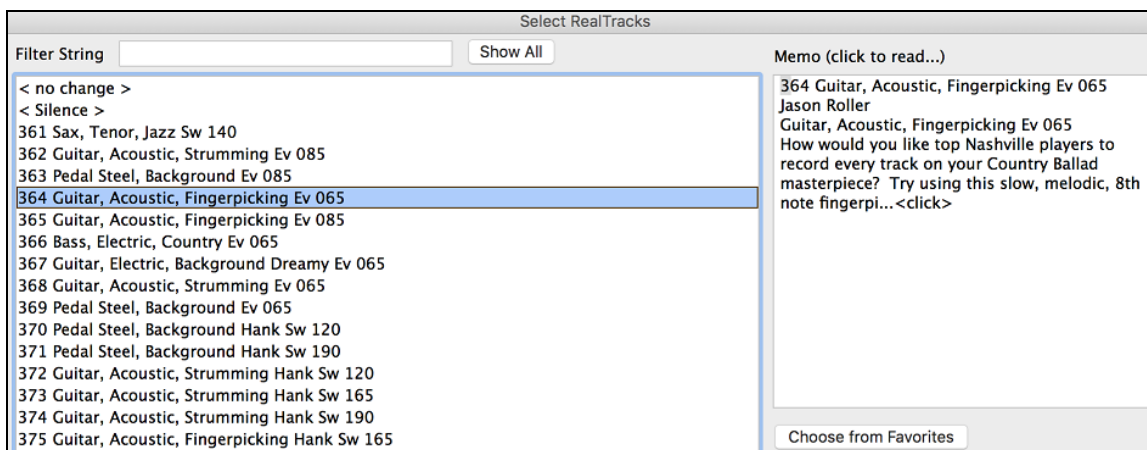 Select RealTracks
Filter String
Show All
Memo (click to read...)
< no change >
< Silence >
361 Sax, Tenor, Jazz Sw 140
362 Guitar, Acoustic, Strumming Ev 085
363 Pedal Steel, Background Ev 085
364 Guitar, Acoustic, Fingerpicking Ev 065
365 Guitar, Acoustic, Fingerpicking Ev 085
366 Bass, Electric, Country Ev 065
367 Guitar, Electric, Background Dreamy Ev 065
368 Guitar, Acoustic, Strumming Ev 065
369 Pedal Steel, Background Ev 065
370 Pedal Steel, Background Hank Sw 120
371 Pedal Steel, Background Hank Sw 190
372 Guitar, Acoustic, Strumming Hank Sw 120
373 Guitar, Acoustic, Strumming Hank Sw 165
374 Guitar, Acoustic, Strumming Hank Sw 190
375 Guitar, Acoustic, Fingerpicking Hank Sw 165
364 Guitar, Acoustic, Fingerpicking Ev 065
Jason Roller
Guitar, Acoustic, Fingerpicking Ev 065
How would you like top Nashville players to
record every track on your Country Ballad
masterpiece?  Try using this slow, melodic, 8th
note fingerpi...<click>
Choose from Favorites